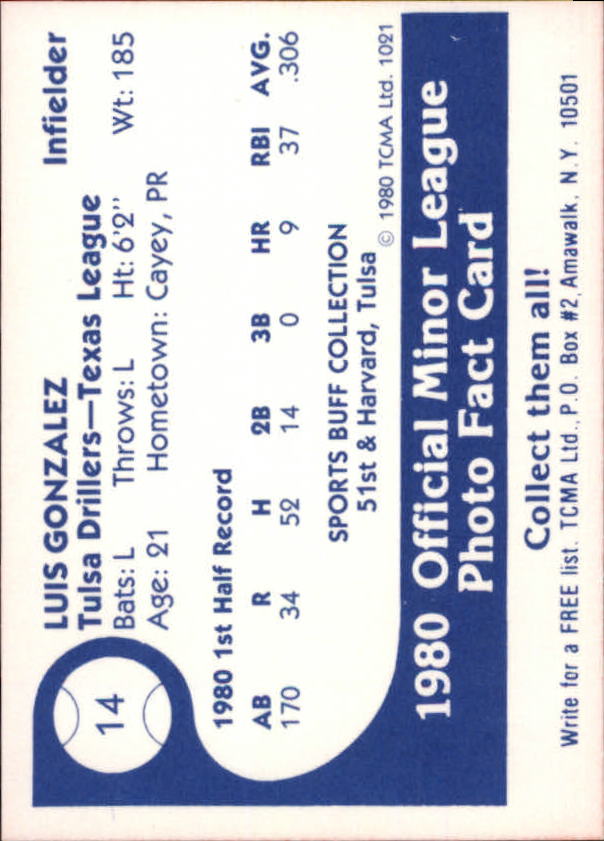 14
LUIS GONZALEZ Infielder
Tulsa Drillers—Texas League
Bats: L Throws: L Ht: 6'2" Wt: 185
Age: 21 Hometown: Cayey, PR
1980 1st Half Record
AB R H 2B 3B HR RBI AVG.
170 34 52 14 0 9 37 .306
SPORTS BUFF COLLECTION
51st & Harvard, Tulsa
© 1980 TCMA Ltd. 1021
1980 Official Minor League
Photo Fact Card
Collect them all!
Write for a FREE list. TCMA Ltd., P.O. Box #2, Amawalk, N.Y. 10501